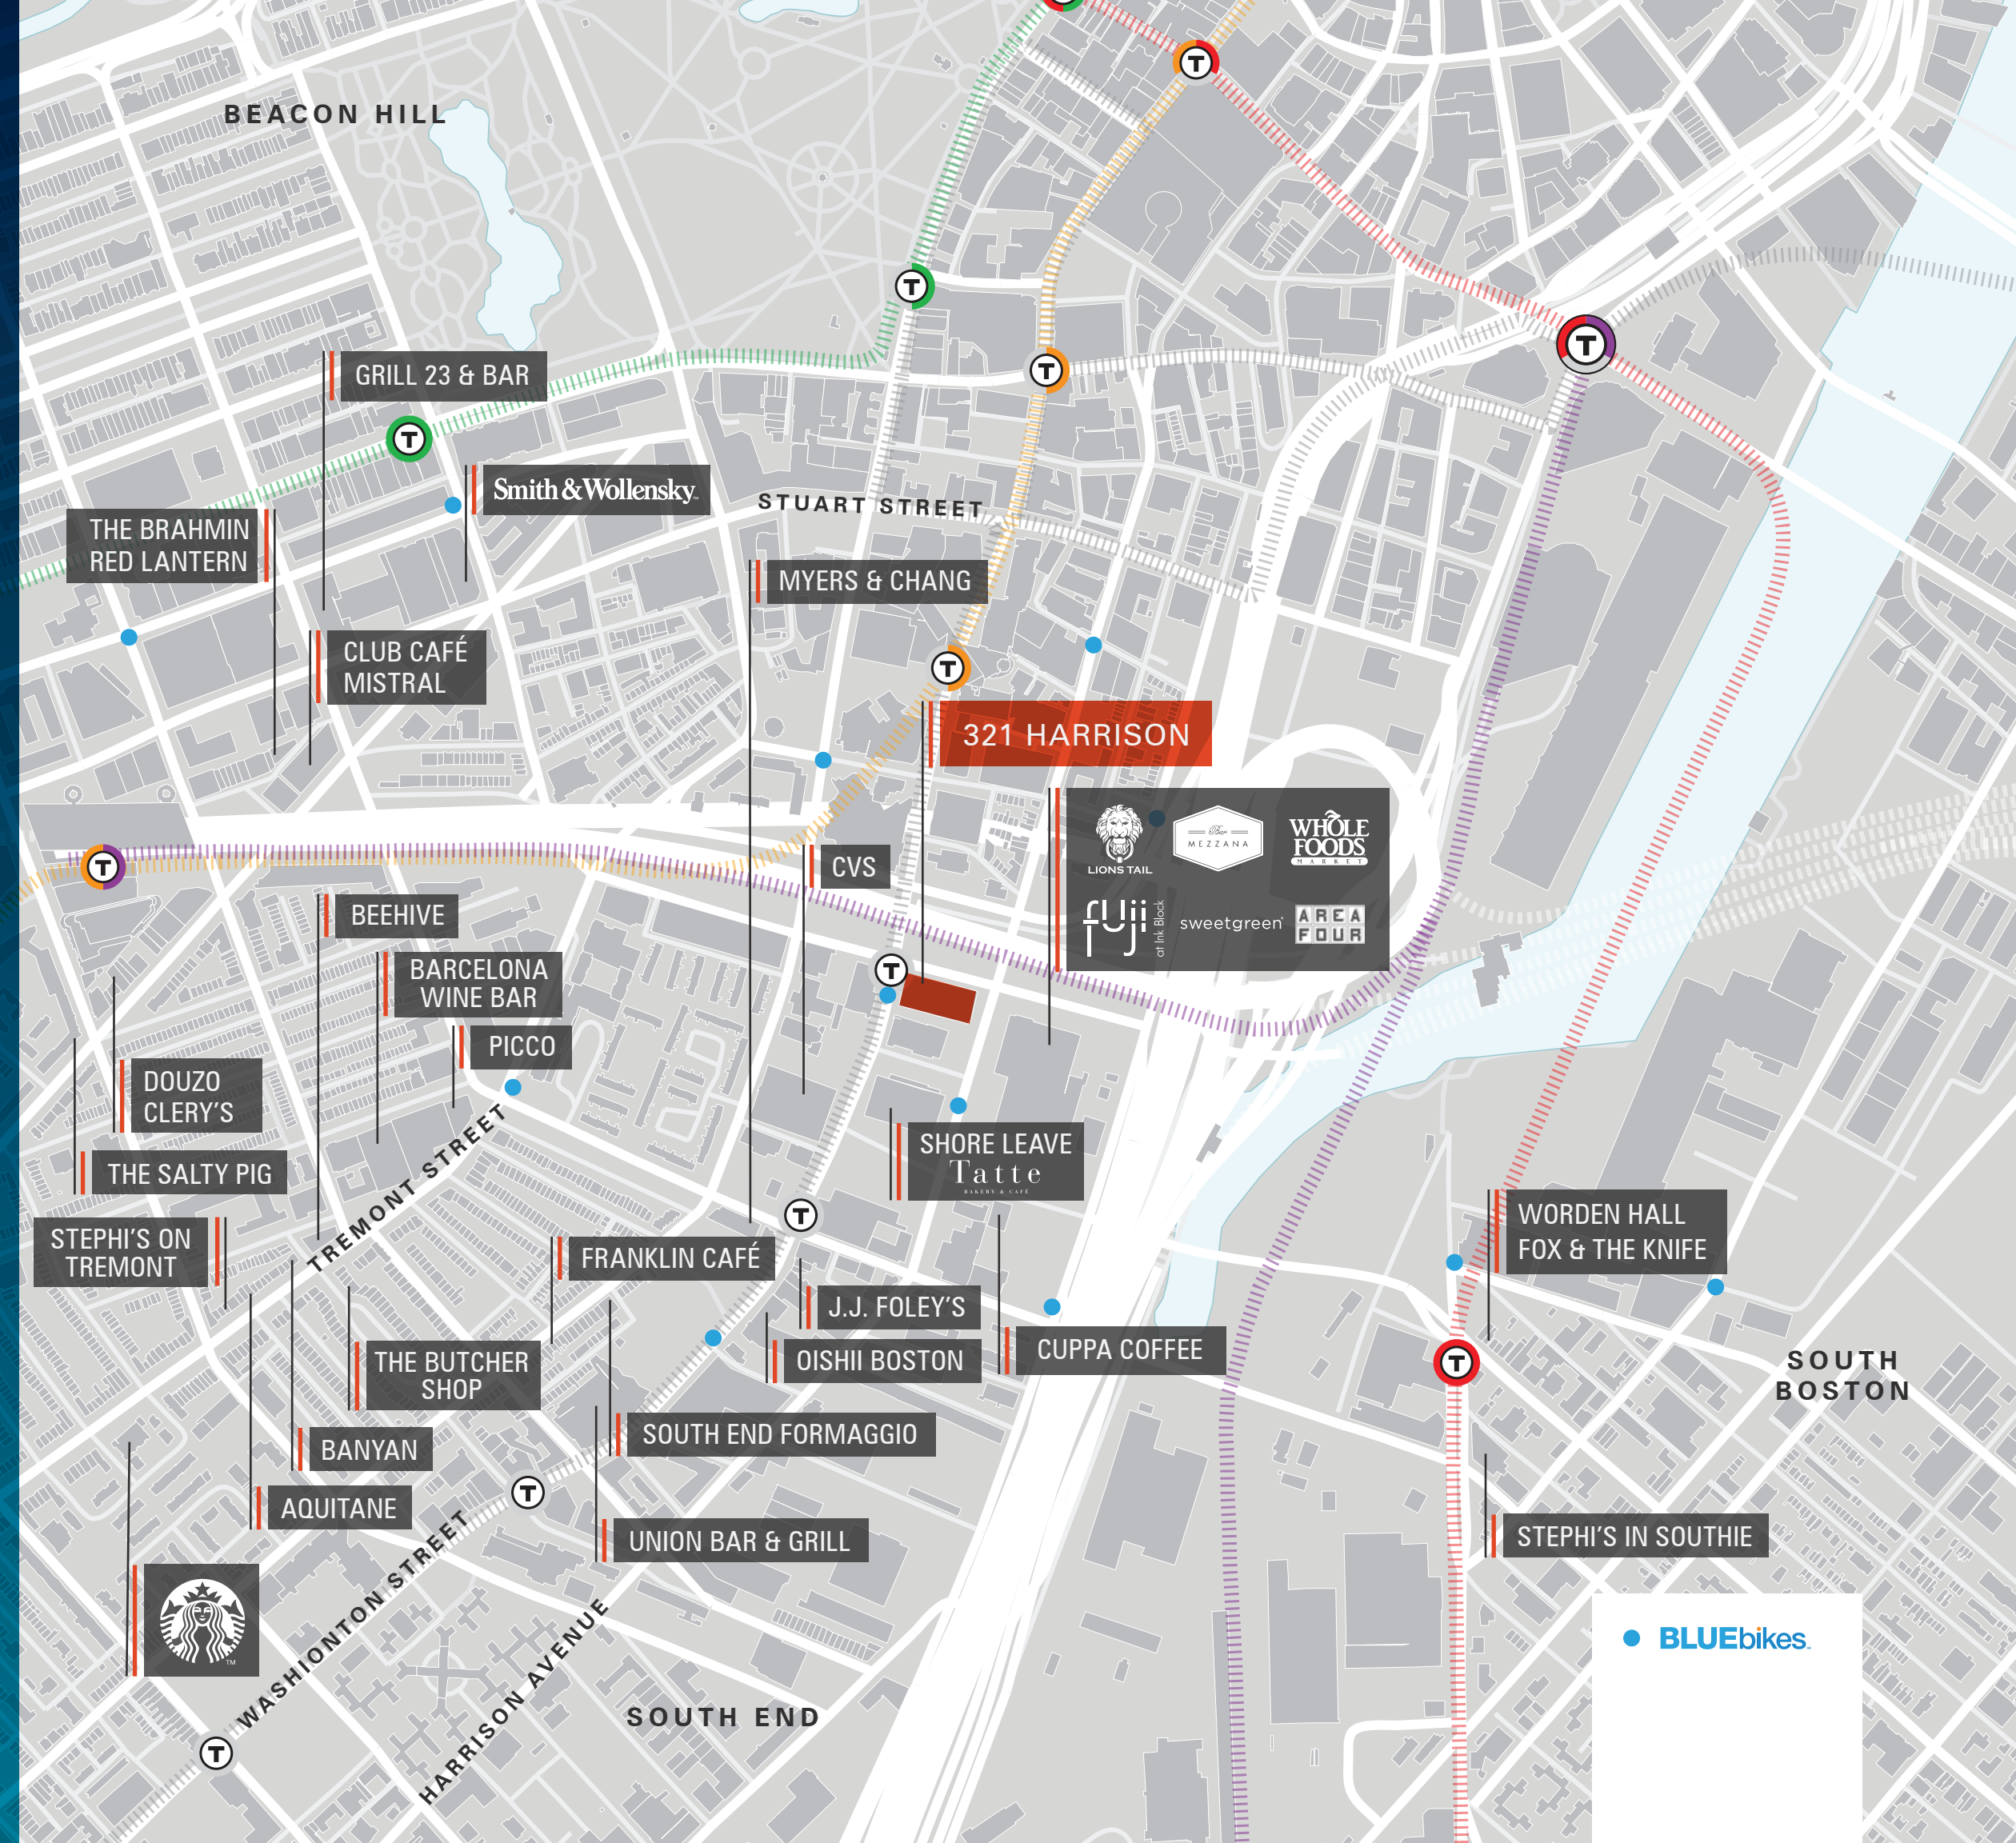 BEACON HILL
GRILL 23 & BAR
Smith & Wollensky
STUART STREET
THE BRAHMIN
RED LANTERN
MYERS & CHANG
CLUB CAFÉ
MISTRAL
321 HARRISON
LIONS TAIL
Bar
MEZZANA
WHOLE
FOODS
MARKET
CVS
fuji
at Ink Block
sweetgreen
AREA
FOUR
BEEHIVE
BARCELONA
WINE BAR
PICCO
DOUZO
CLERY'S
THE SALTY PIG
TREMONT STREET
SHORE LEAVE
Tatte
BAKERY & CAFÉ
STEPHI'S ON
TREMONT
FRANKLIN CAFÉ
WORDEN HALL
FOX & THE KNIFE
J.J. FOLEY'S
OISHII BOSTON
CUPPA COFFEE
THE BUTCHER
SHOP
SOUTH
BOSTON
BANYAN
SOUTH END FORMAGGIO
AQUITANE
UNION BAR & GRILL
STEPHI'S IN SOUTHIE
WASHIONTON STREET
HARRISON AVENUE
TM
SOUTH END
BLUEbikes
T
T
T
T
T
T
T
T
T
T
T
T